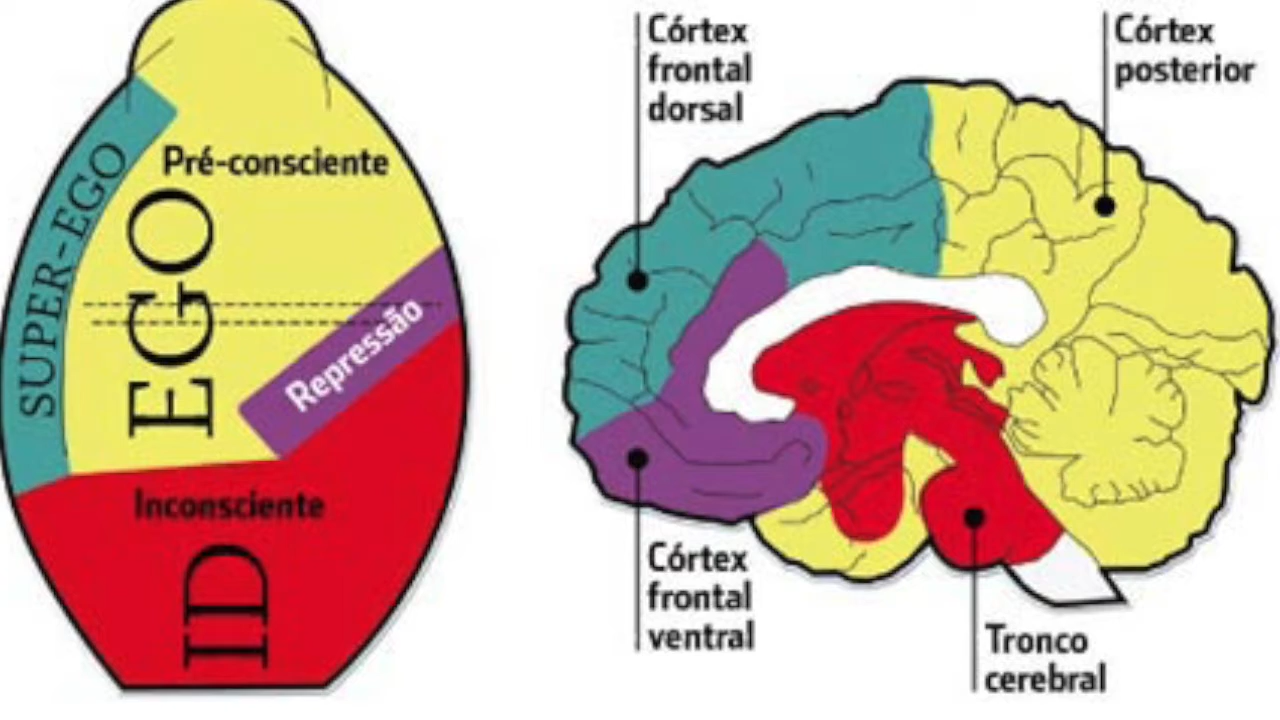 SUPER-EGO
Pré-consciente
EGO
Repressão
Inconsciente
ID
Córtex
frontal
dorsal
Córtex
posterior
Córtex
frontal
ventral
Tronco
cerebral